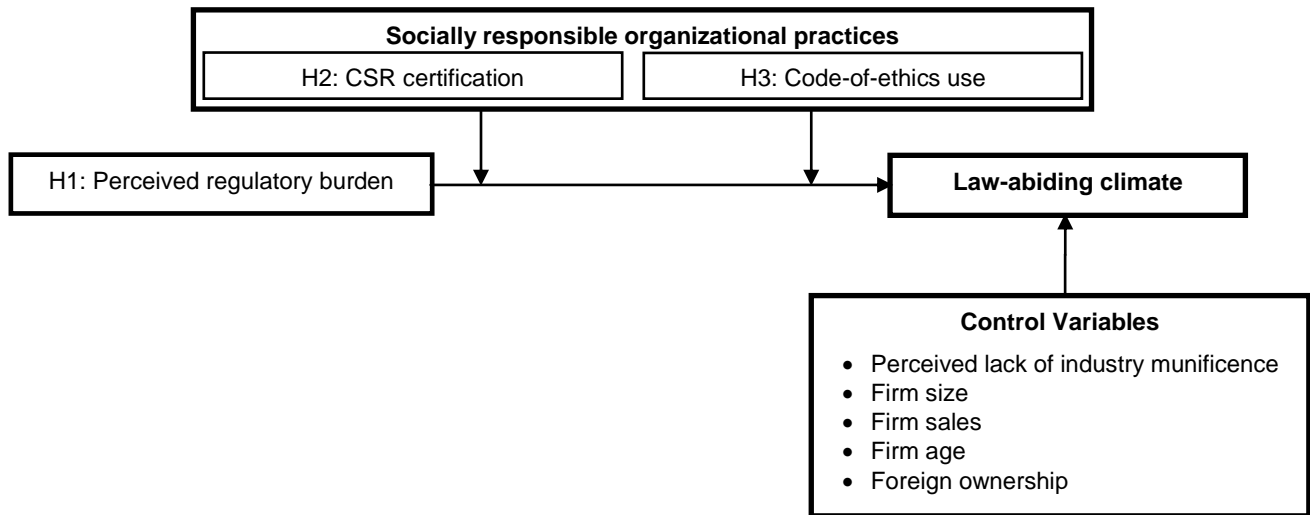 Socially responsible organizational practices
H2: CSR certification
H3: Code-of-ethics use
H1: Perceived regulatory burden
Law-abiding climate
Control Variables
• Perceived lack of industry munificence
• Firm size
• Firm sales
• Firm age
• Foreign ownership